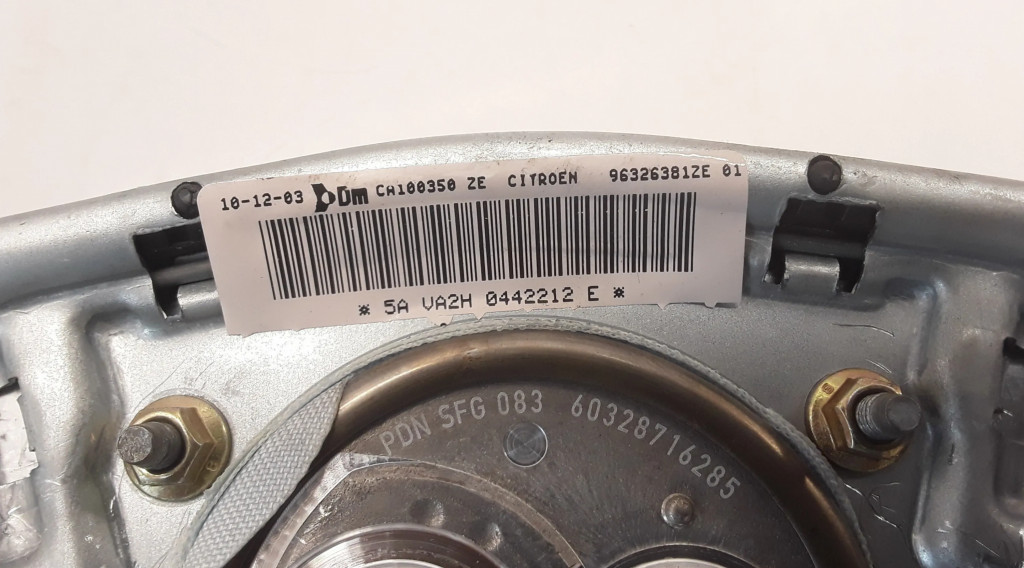 10-12-03 Dm CA100350 ZE CITROEN 96326381ZE 01
* 5A VA2H 0442212 E *
PDN SFG 083 60328716285